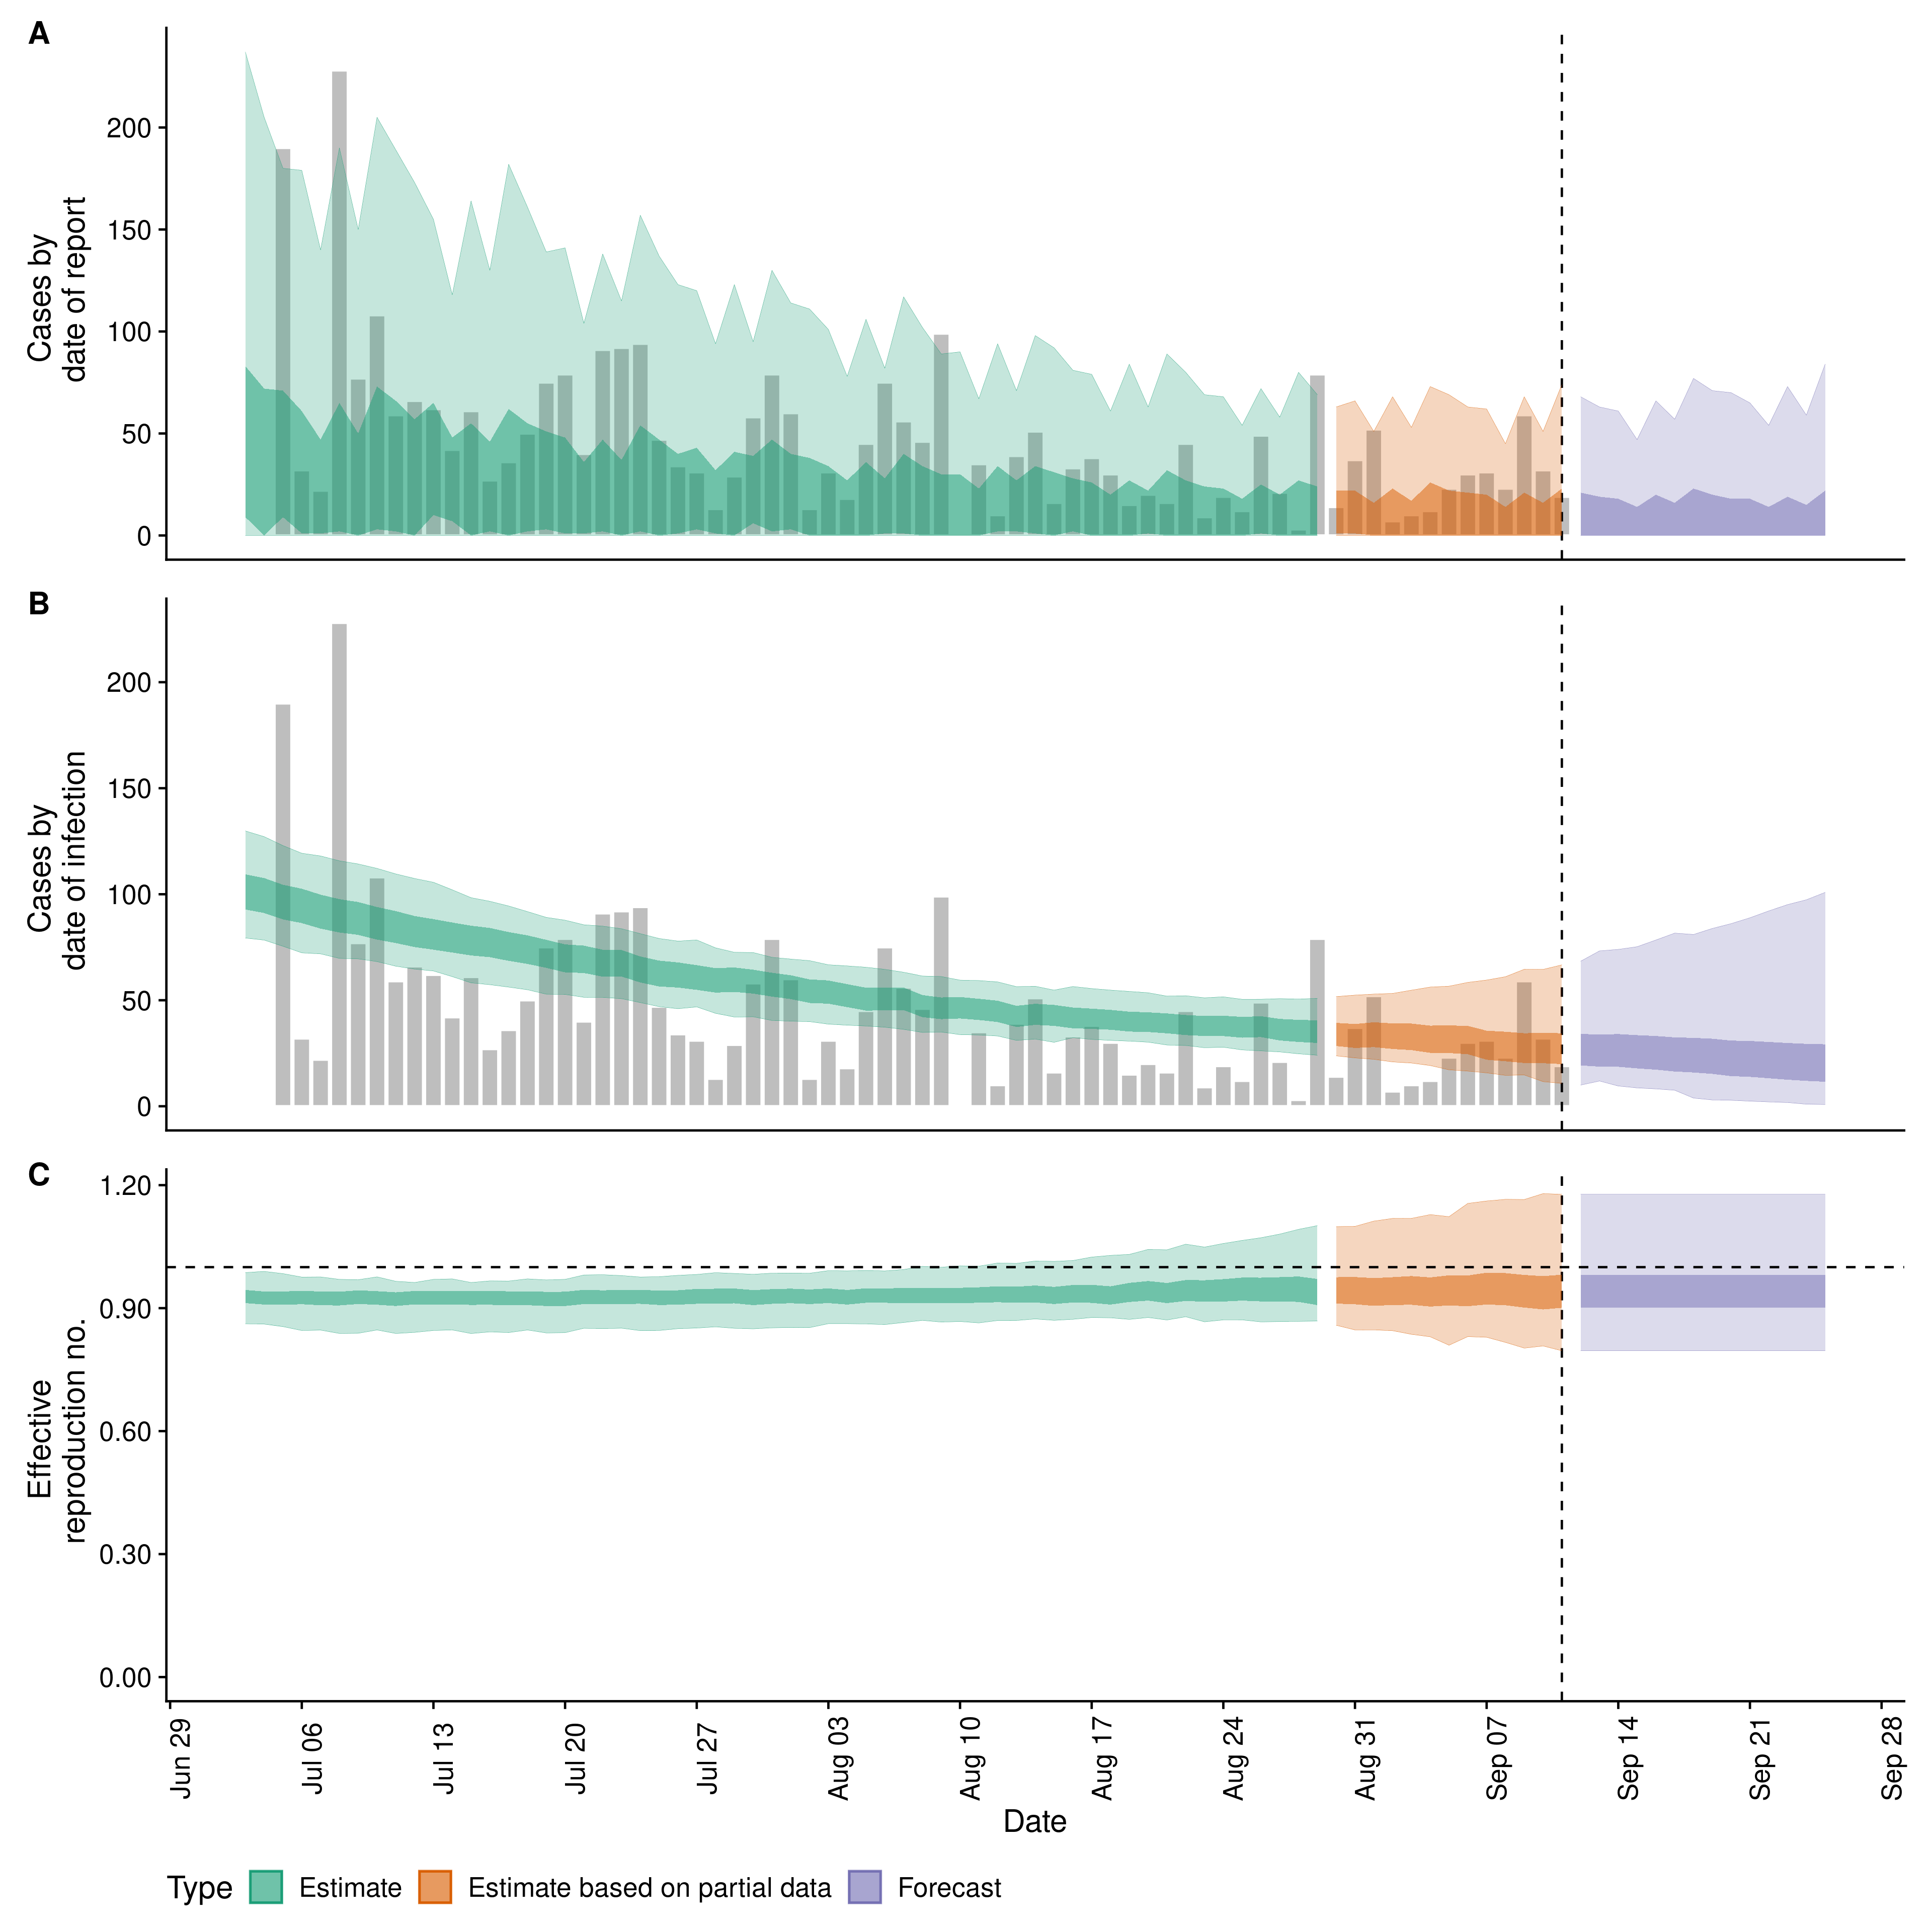 A
Cases by
date of report
200
150
100
50
0
B
Cases by
date of infection
200
150
100
50
0
C
Effective
reproduction no.
1.20
0.90
0.60
0.30
0.00
Jun 29
Jul 06
Jul 13
Jul 20
Jul 27
Aug 03
Aug 10
Aug 17
Aug 24
Aug 31
Sep 07
Sep 14
Sep 21
Sep 28
Date
Type Estimate Estimate based on partial data Forecast